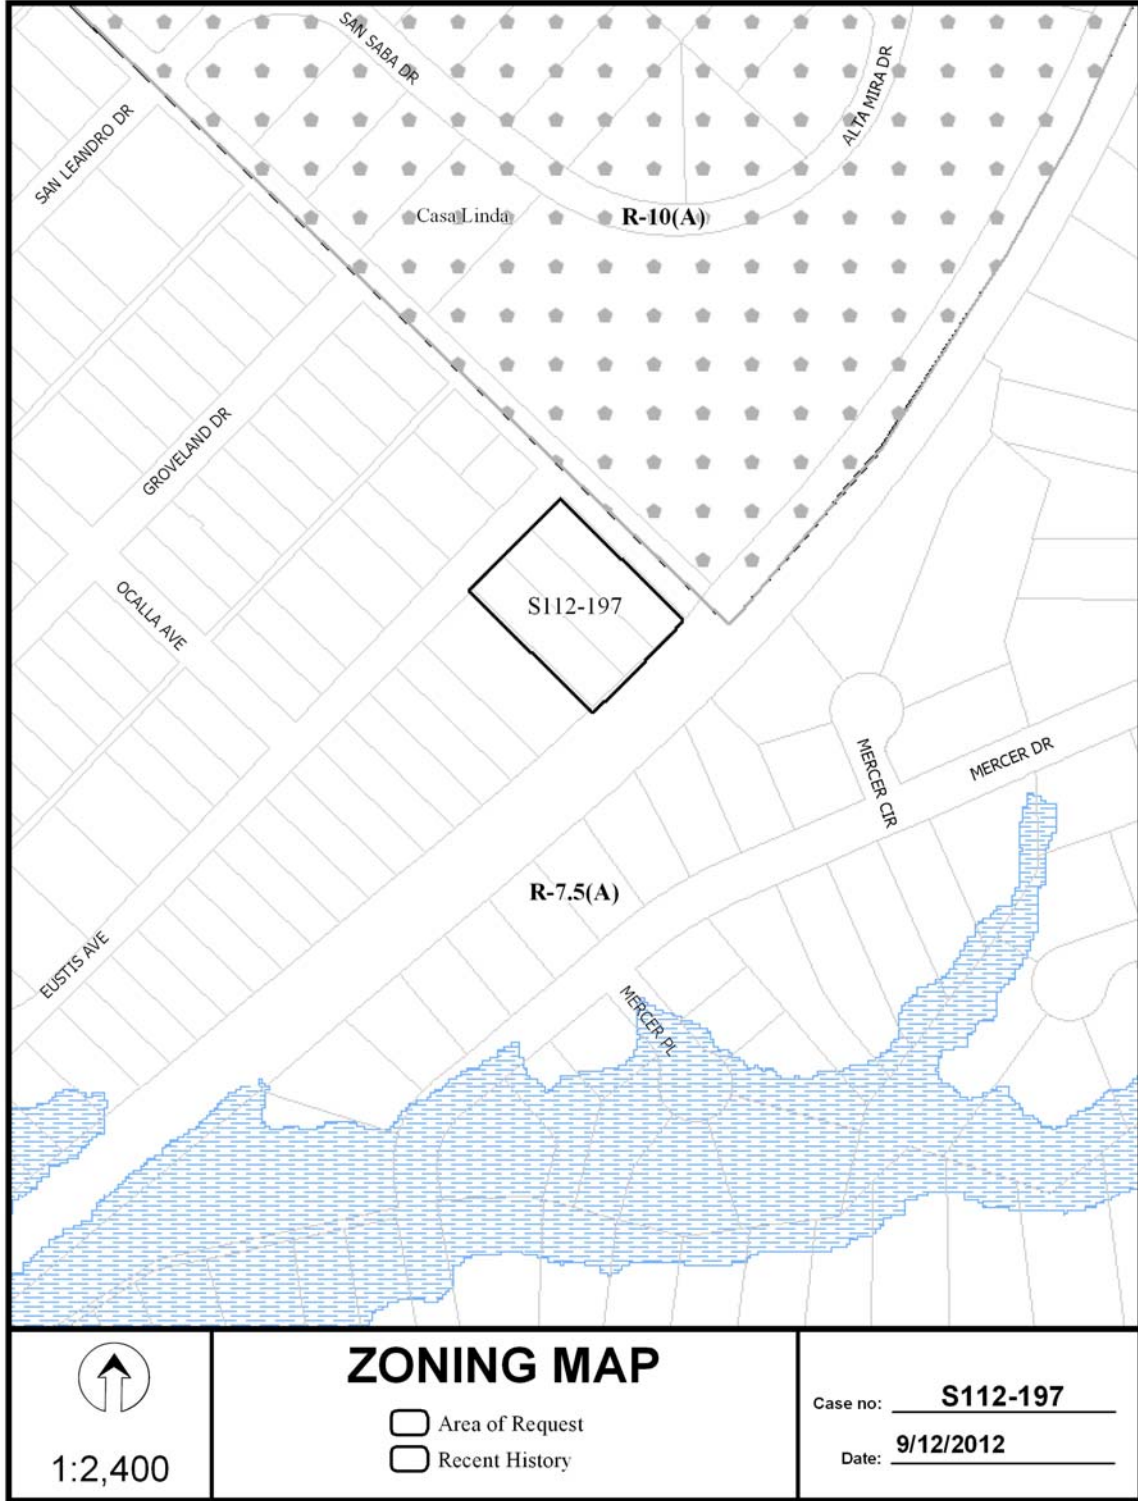 SAN SABA DR
ALTA MIRA DR
SAN LEANDRO DR
Casa Linda
R-10(A)
GROVELAND DR
OCALLA AVE
S112-197
MERCER CIR
MERCER DR
R-7.5(A)
EUSTIS AVE
MERCER PL
1:2,400
ZONING MAP
Area of Request
Recent History
Case no: S112-197
Date: 9/12/2012